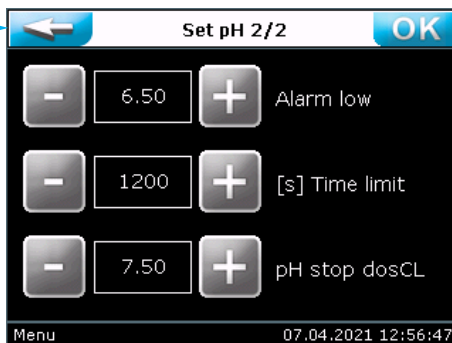 Set pH 2/2 OK
- 6.50 + Alarm low
- 1200 + [s] Time limit
- 7.50 + pH stop dosCL
Menu 07.04.2021 12:56:47